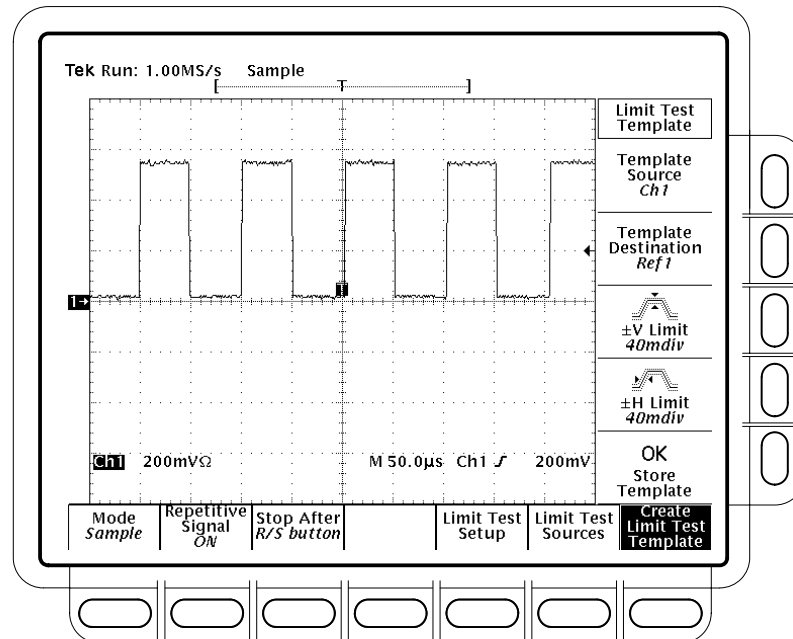 Tek Run: 1.00MS/s Sample
[ T ]
Limit Test
Template
Template
Source
Ch1
Template
Destination
Ref1
±V Limit
40mdiv
±H Limit
40mdiv
OK
Store
Template
T
1→
Ch1 200mVΩ M 50.0µs Ch1 200mV
Mode
Sample
Repetitive
Signal
ON
Stop After
R/S button
Limit Test
Setup
Limit Test
Sources
Create
Limit Test
Template